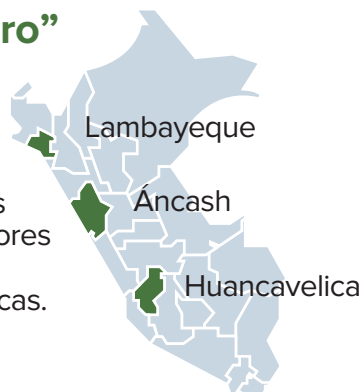 ro”
Lambayeque
s
Áncash
ores
Huancavelica
cas.